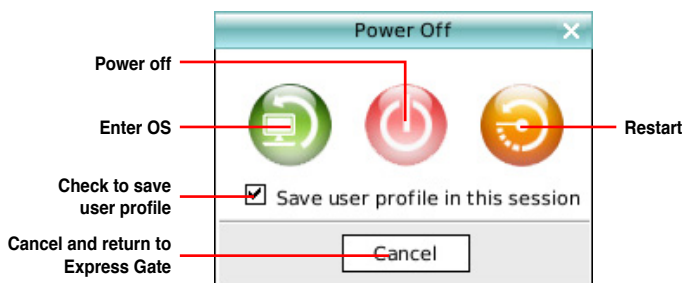 Power Off
Power off
Enter OS
Restart
Check to save
user profile
Save user profile in this session
Cancel and return to
Express Gate
Cancel